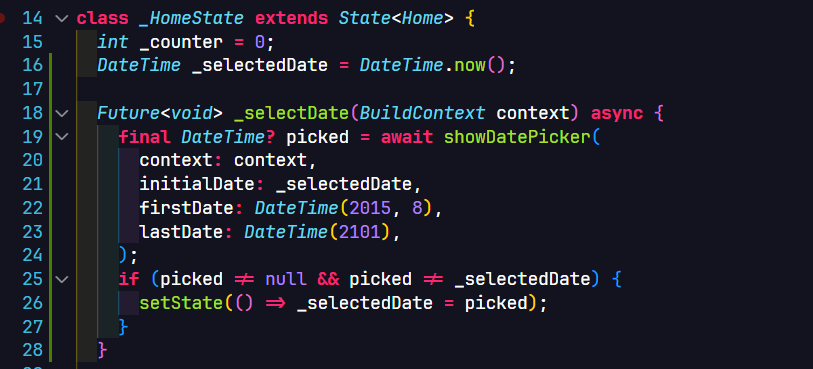 14 class _HomeState extends State<Home> {
15 int _counter = 0;
16 DateTime _selectedDate = DateTime.now();
17
18 Future<void> _selectDate(BuildContext context) async {
19 final DateTime? picked = await showDatePicker(
20 context: context,
21 initialDate: _selectedDate,
22 firstDate: DateTime(2015, 8),
23 lastDate: DateTime(2101),
24 );
25 if (picked != null && picked != _selectedDate) {
26 setState(() => _selectedDate = picked);
27 }
28 }